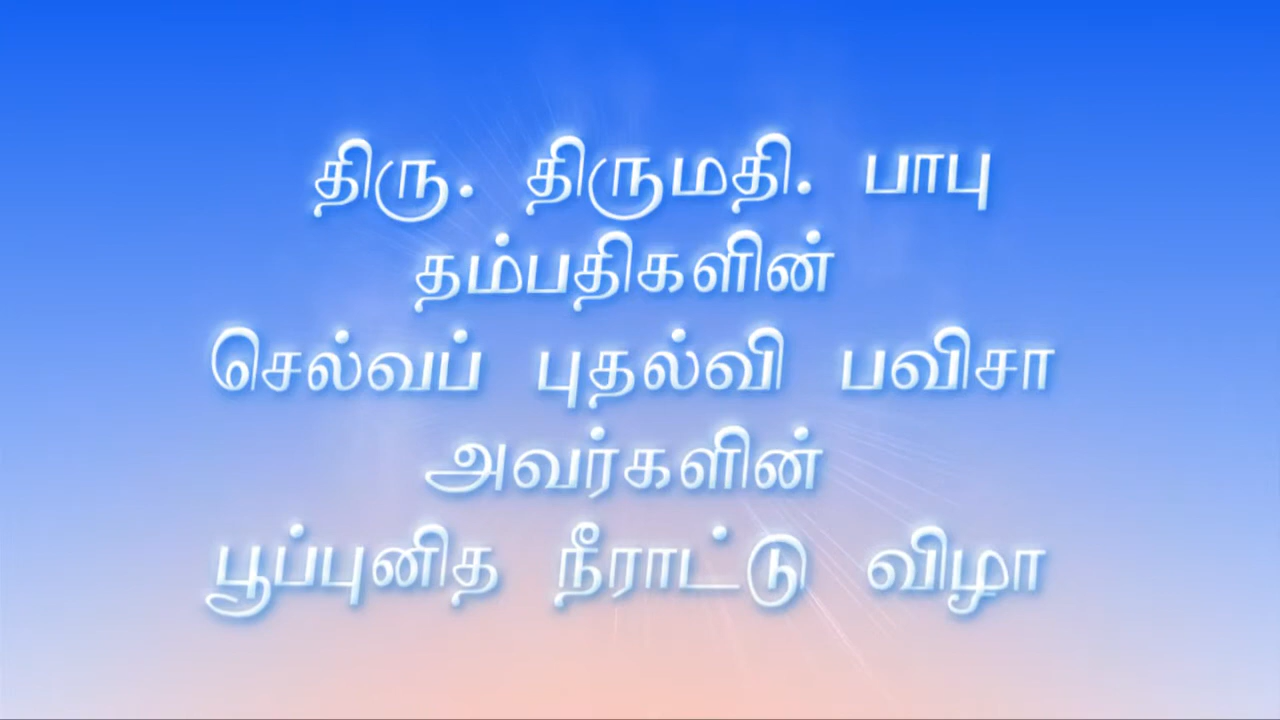 திரு. திருமதி. பாபு
தம்பதிகளின்
செல்வப் புதல்வி பவிசா
அவர்களின்
பூப்புனித நீராட்டு விழா